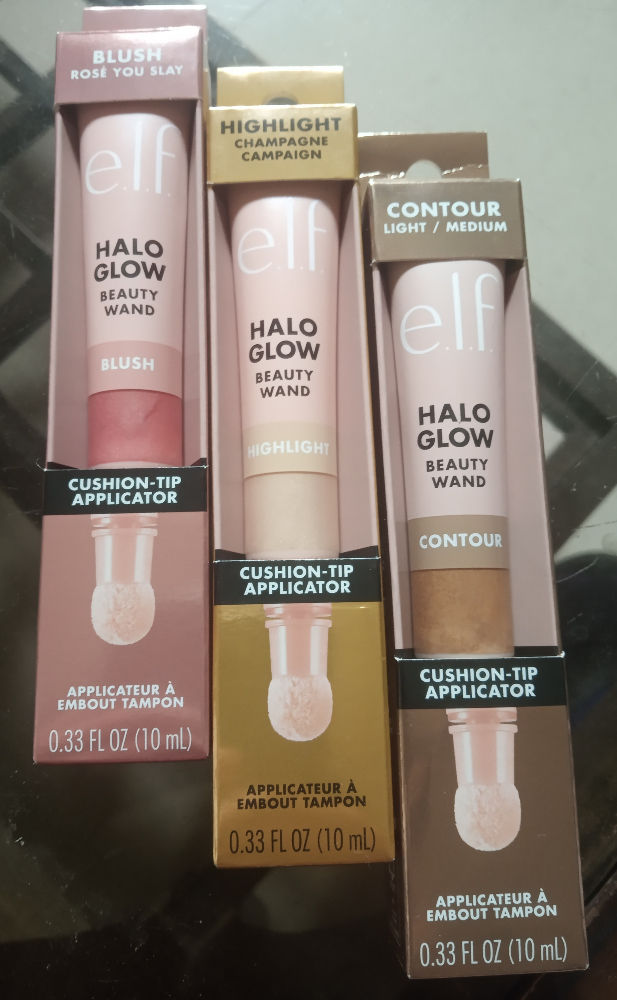 BLUSH
ROSÉ YOU SLAY
e.l.f.
HALO
GLOW
BEAUTY
WAND
BLUSH
CUSHION-TIP
APPLICATOR
APPLICATEUR À
EMBOUT TAMPON
0.33 FL OZ (10 mL)
HIGHLIGHT
CHAMPAGNE
CAMPAIGN
e.l.f.
HALO
GLOW
BEAUTY
WAND
HIGHLIGHT
CUSHION-TIP
APPLICATOR
APPLICATEUR À
EMBOUT TAMPON
0.33 FL OZ (10 mL)
CONTOUR
LIGHT / MEDIUM
e.l.f.
HALO
GLOW
BEAUTY
WAND
CONTOUR
CUSHION-TIP
APPLICATOR
APPLICATEUR À
EMBOUT TAMPON
0.33 FL OZ (10 mL)